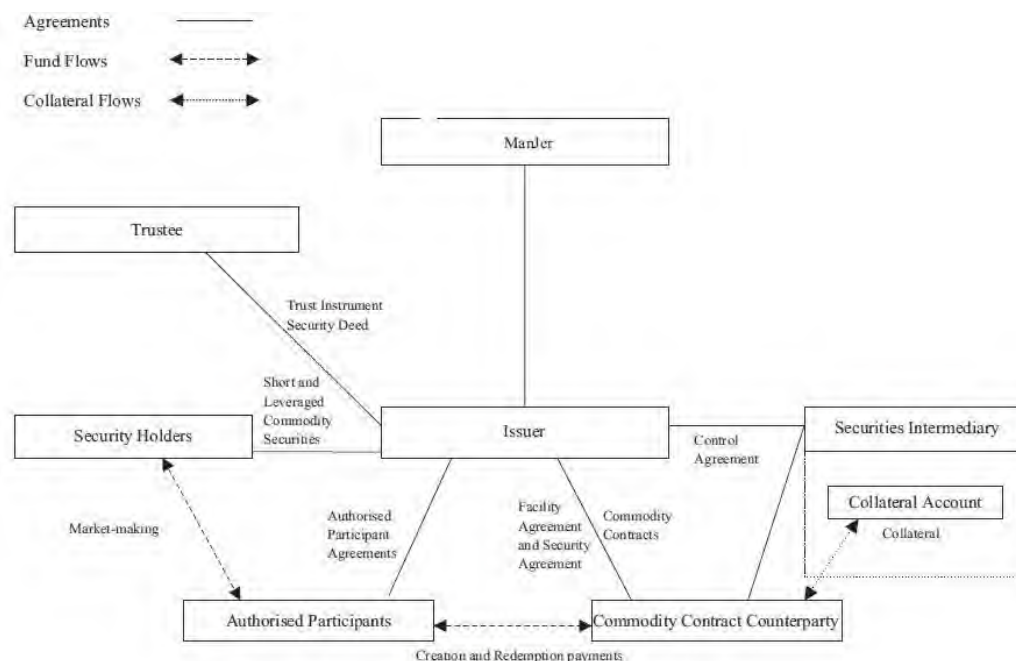 Agreements
Fund Flows
Collateral Flows
ManJer
Trustee
Trust Instrument
Security Deed
Short and
Leveraged
Commodity
Securities
Security Holders
Issuer
Securities Intermediary
Control
Agreement
Collateral Account
Collateral
Market-making
Authorised
Participant
Agreements
Facility
Agreement
and Security
Agreement
Commodity
Contracts
Authorised Participants
Commodity Contract Counterparty
Creation and Redemption payments